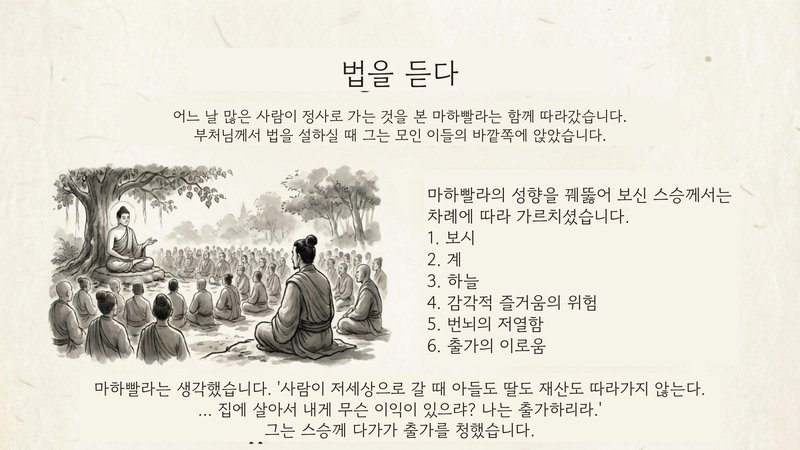 법을 듣다
어느 날 많은 사람이 정사로 가는 것을 본 마하빨라는 함께 따라갔습니다.
부처님께서 법을 설하실 때 그는 모인 이들의 바깥쪽에 앉았습니다.
마하빨라의 성향을 꿰뚫어 보신 스승께서는
차례에 따라 가르치셨습니다.
1. 보시
2. 계
3. 하늘
4. 감각적 즐거움의 위험
5. 번뇌의 저열함
6. 출가의 이로움
마하빨라는 생각했습니다. '사람이 저세상으로 갈 때 아들도 딸도 재산도 따라가지 않는다.
... 집에 살아서 내게 무슨 이익이 있으랴? 나는 출가하리라.'
그는 스승께 다가가 출가를 청했습니다.